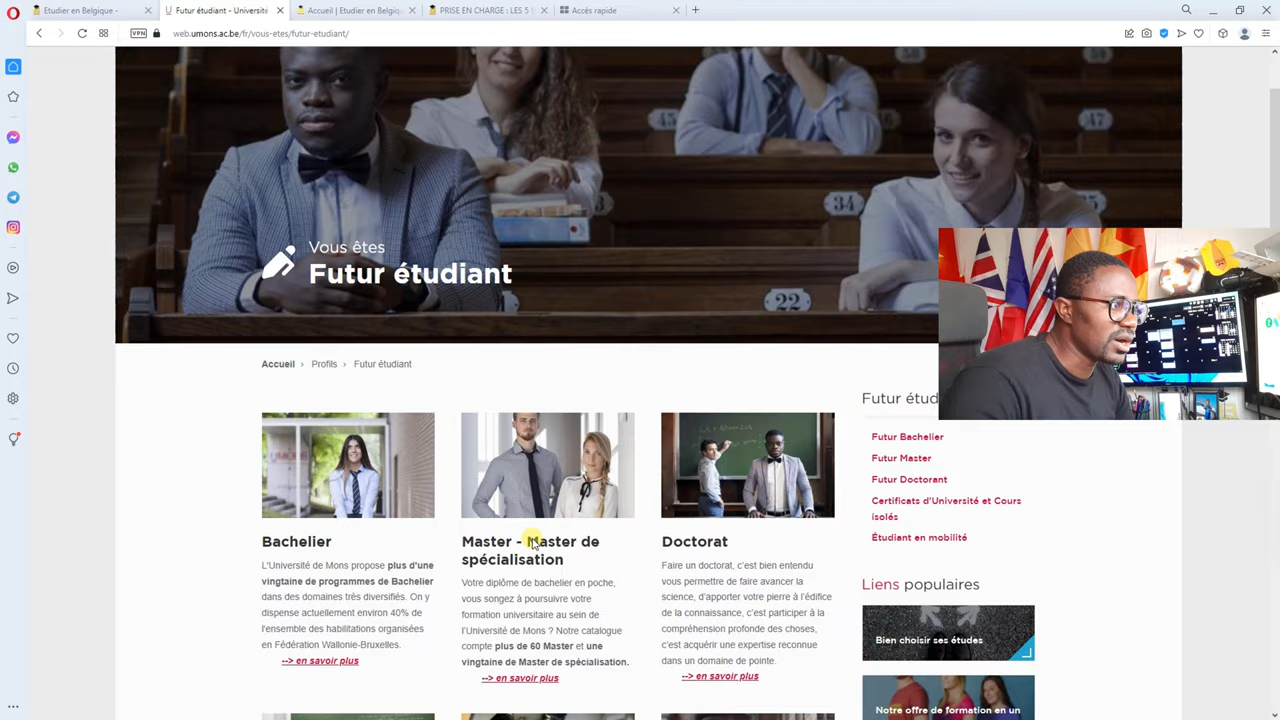 Etudier en Belgique -
Futur étudiant - Université
Accueil | Etudier en Belgique
PRISE EN CHARGE : LES 5
Accès rapide
VPN
web.umons.ac.be/fr/vous-etes/futur-etudiant/
43
47
34
22
Vous êtes
Futur étudiant
Accueil › Profils › Futur étudiant
Bachelier
L'Université de Mons propose plus d'une
vingtaine de programmes de Bachelier
dans des domaines très diversifiés. On y
dispense actuellement environ 40% de
l'ensemble des habilitations organisées
en Fédération Wallonie-Bruxelles.
--> en savoir plus
Master - Master de
spécialisation
Votre diplôme de bachelier en poche,
vous songez à poursuivre votre
formation universitaire au sein de
l'Université de Mons ? Notre catalogue
compte plus de 60 Master et une
vingtaine de Master de spécialisation.
--> en savoir plus
Doctorat
Faire un doctorat, c'est bien entendu
vous permettre de faire avancer la
science, d'apporter votre pierre à l'édifice
de la connaissance, c'est participer à la
compréhension profonde des choses,
c'est acquérir une expertise reconnue
dans un domaine de pointe.
--> en savoir plus
Futur étud
Futur Bachelier
Futur Master
Futur Doctorant
Certificats d'Université et Cours
isolés
Étudiant en mobilité
Liens populaires
Bien choisir ses études
Notre offre de formation en un